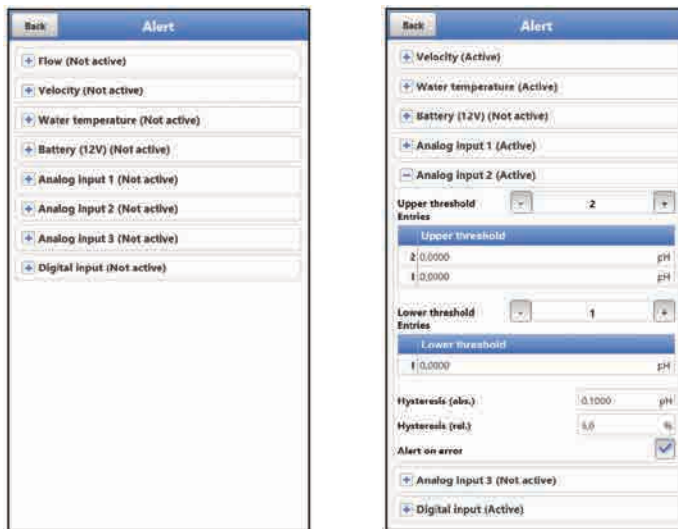 Back Alert
Flow (Not active)
Velocity (Not active)
Water temperature (Not active)
Battery (12V) (Not active)
Analog input 1 (Not active)
Analog input 2 (Not active)
Analog input 3 (Not active)
Digital input (Not active)
Back Alert
Velocity (Active)
Water temperature (Active)
Battery (12V) (Not active)
Analog input 1 (Active)
Analog input 2 (Active)
Upper threshold - 2 +
Entries
Upper threshold
2 0,0000 pH
1 0,0000 pH
Lower threshold - 1 +
Entries
Lower threshold
1 0,0000 pH
Hysteresis (abs.) 0,1000 pH
Hysteresis (rel.) %
Alert on error
Analog input 3 (Not active)
Digital input (Active)